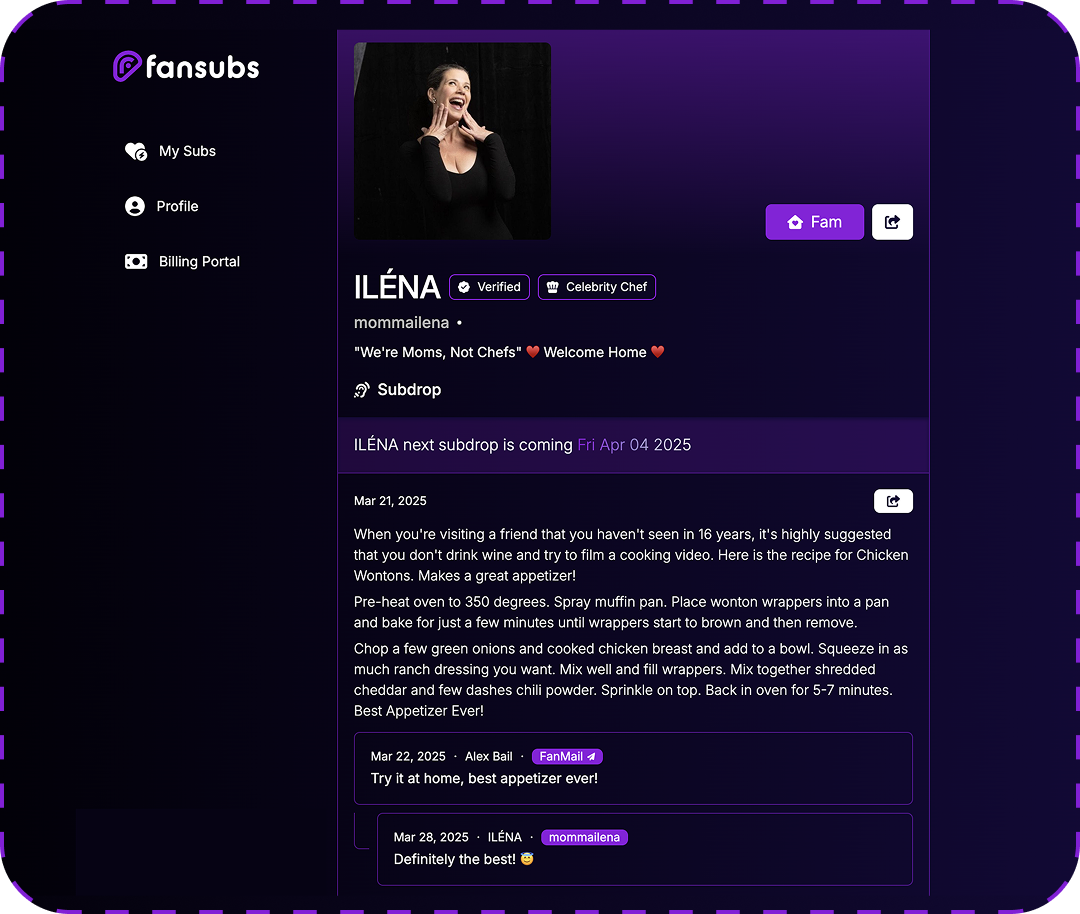 fansubs
My Subs
Profile
Billing Portal
Fam
ILÉNA
Verified
Celebrity Chef
mommailena •
"We're Moms, Not Chefs" ❤️ Welcome Home ❤️
Subdrop
ILÉNA next subdrop is coming Fri Apr 04 2025
Mar 21, 2025
When you're visiting a friend that you haven't seen in 16 years, it's highly suggested
that you don't drink wine and try to film a cooking video. Here is the recipe for Chicken
Wontons. Makes a great appetizer!
Pre-heat oven to 350 degrees. Spray muffin pan. Place wonton wrappers into a pan
and bake for just a few minutes until wrappers start to brown and then remove.
Chop a few green onions and cooked chicken breast and add to a bowl. Squeeze in as
much ranch dressing you want. Mix well and fill wrappers. Mix together shredded
cheddar and few dashes chili powder. Sprinkle on top. Back in oven for 5-7 minutes.
Best Appetizer Ever!
Mar 22, 2025 · Alex Bail · FanMail
Try it at home, best appetizer ever!
Mar 28, 2025 · ILÉNA · mommailena
Definitely the best! 😇